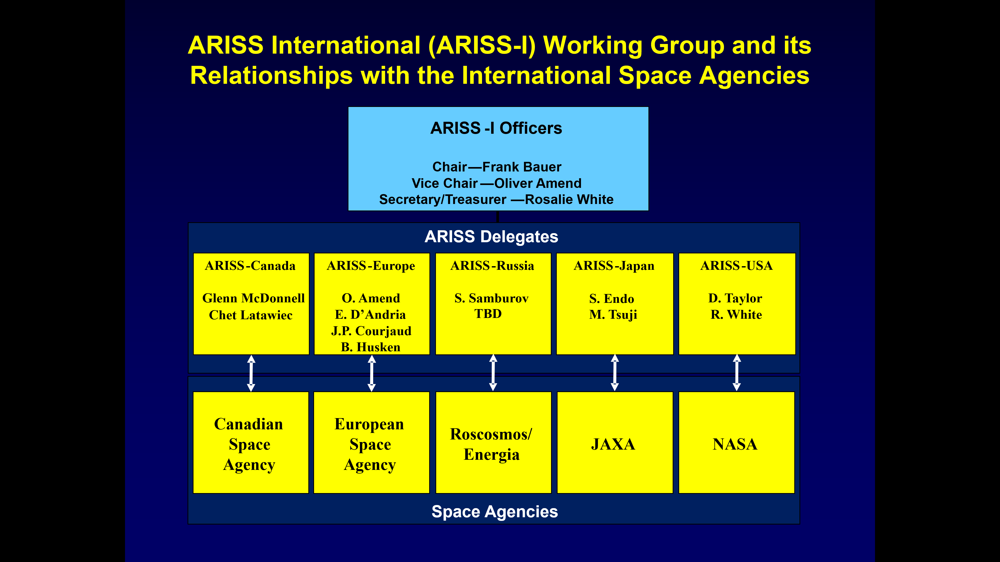 ARISS International (ARISS-I) Working Group and its
Relationships with the International Space Agencies
ARISS -I Officers
Chair—Frank Bauer
Vice Chair—Oliver Amend
Secretary/Treasurer —Rosalie White
ARISS Delegates
ARISS-Canada
Glenn McDonnell
Chet Latawiec
ARISS-Europe
O. Amend
E. D’Andria
J.P. Courjaud
B. Husken
ARISS-Russia
S. Samburov
TBD
ARISS-Japan
S. Endo
M. Tsuji
ARISS-USA
D. Taylor
R. White
Canadian
Space
Agency
European
Space
Agency
Roscosmos/
Energia
JAXA
NASA
Space Agencies